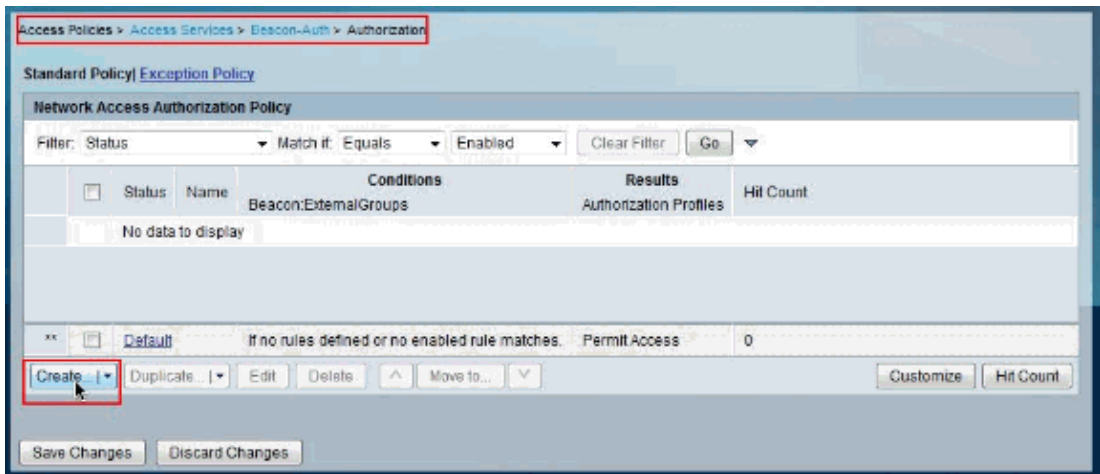 Access Policies > Access Services > Beacon-Auth > Authorization
Standard Policy| Exception Policy
Network Access Authorization Policy
Filter: Status Match if: Equals Enabled Clear Filter Go
Conditions Results
Status Name Hit Count
Beacon:ExternalGroups Authorization Profiles
No data to display
** Default If no rules defined or no enabled rule matches. Permit Access 0
Create... | Duplicate... | Edit Delete ^ Move to... V Customize Hit Count
Save Changes Discard Changes